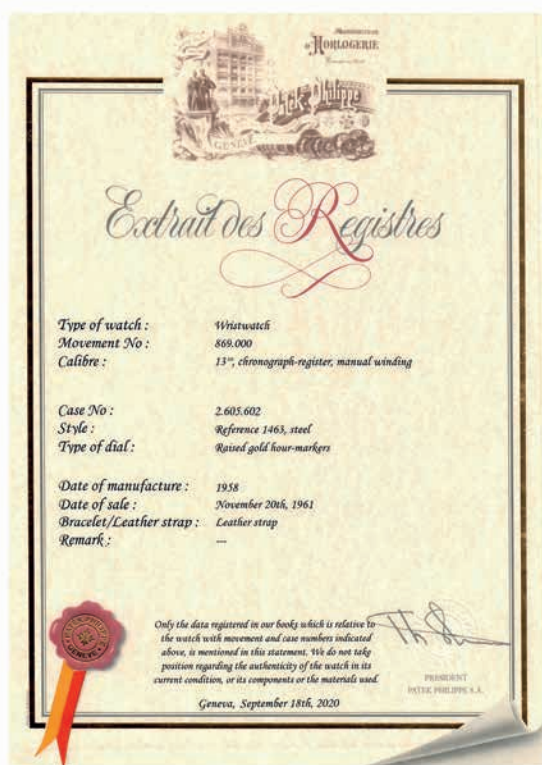 HORLOGERIE
Patek Philippe
GENÈVE
Extrait des Registres
Type of watch : Wristwatch
Movement No : 869.000
Calibre : 13''', chronograph-register, manual winding
Case No : 2.605.602
Style : Reference 1463, steel
Type of dial : Raised gold hour-markers
Date of manufacture : 1958
Date of sale : November 20th, 1961
Bracelet/Leather strap : Leather strap
Remark : ---
Only the data registered in our books which is relative to
the watch with movement and case numbers indicated
above, is mentioned in this statement. We do not take
position regarding the authenticity of the watch in its
current condition, or its components or the materials used.
Geneva, September 18th, 2020
PRESIDENT
PATEK PHILIPPE S.A.
PATEK PHILIPPE
GENEVE